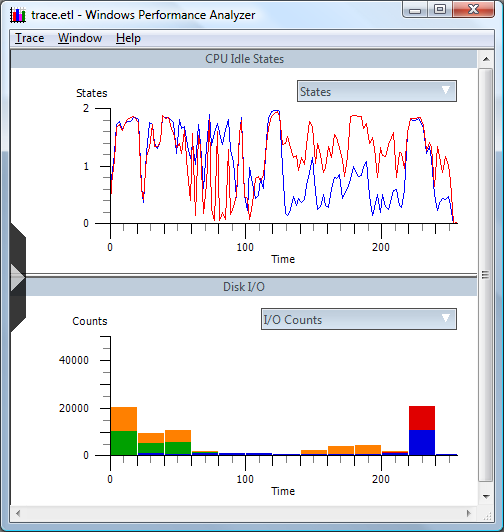 trace.etl - Windows Performance Analyzer
Trace Window Help
CPU Idle States
States
States
2
1
0
0 100 200
Time
Disk I/O
Counts
I/O Counts
40000
20000
0
0 100 200
Time